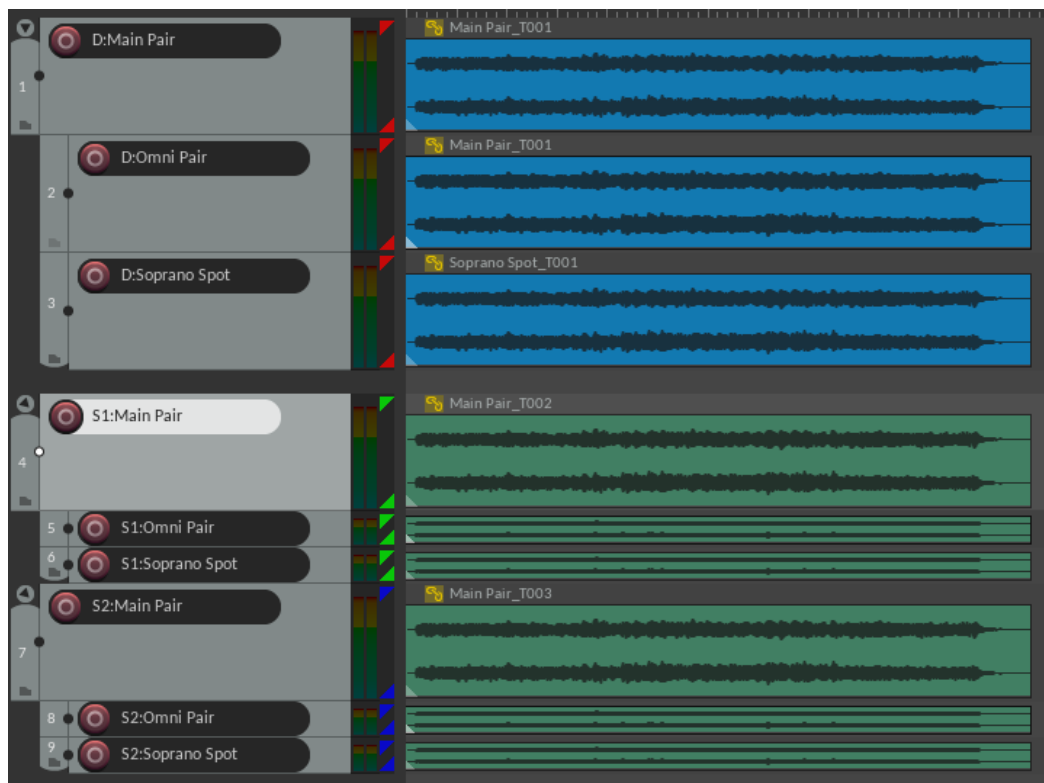 D:Main Pair
Main Pair_T001
1
D:Omni Pair
Main Pair_T001
2
D:Soprano Spot
Soprano Spot_T001
3
S1:Main Pair
Main Pair_T002
4
5
S1:Omni Pair
6
S1:Soprano Spot
S2:Main Pair
Main Pair_T003
7
8
S2:Omni Pair
9
S2:Soprano Spot